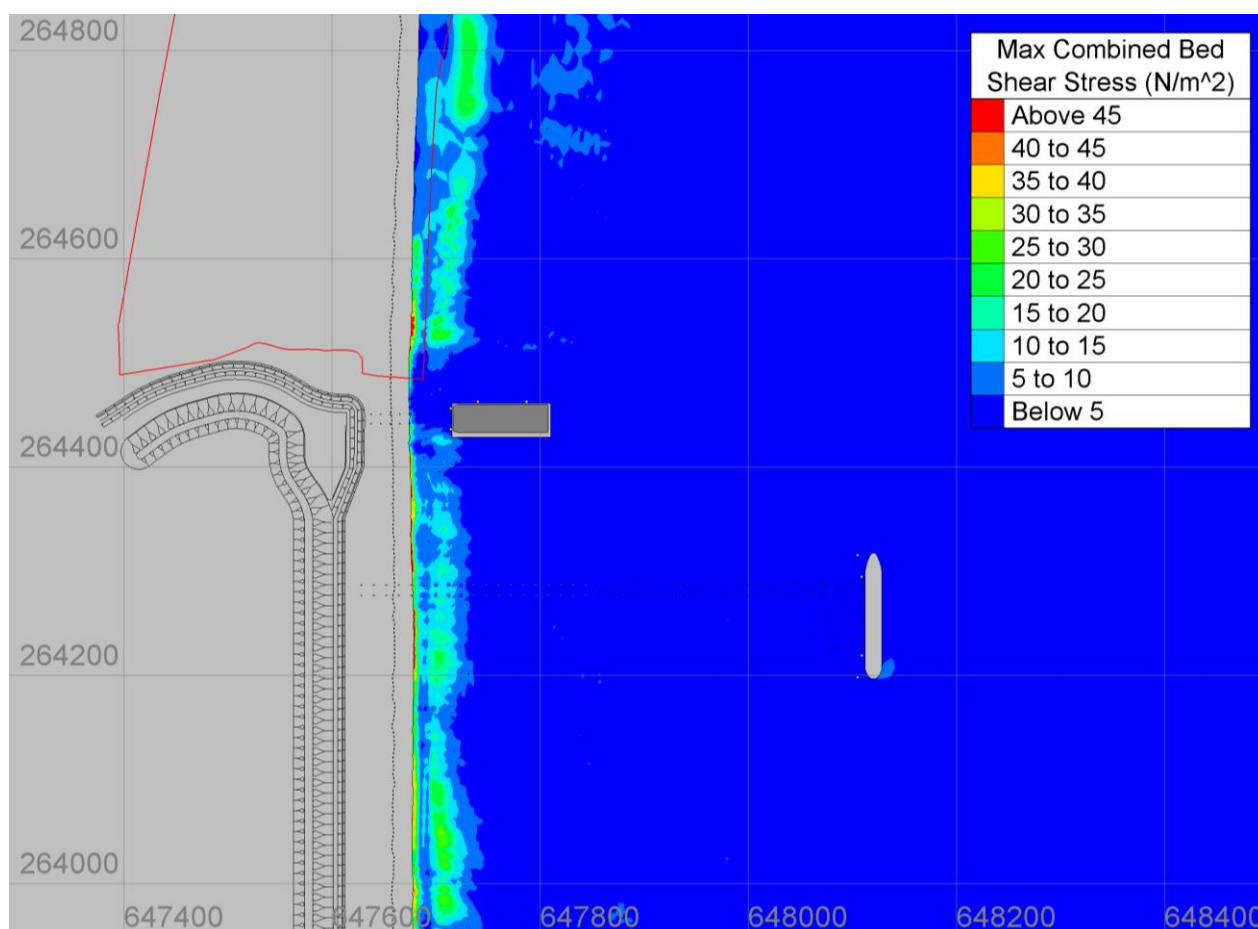 264800
264600
264400
264200
264000
647400
647600
647800
648000
648200
648400
Max Combined Bed
Shear Stress (N/m^2)
Above 45
40 to 45
35 to 40
30 to 35
25 to 30
20 to 25
15 to 20
10 to 15
5 to 10
Below 5